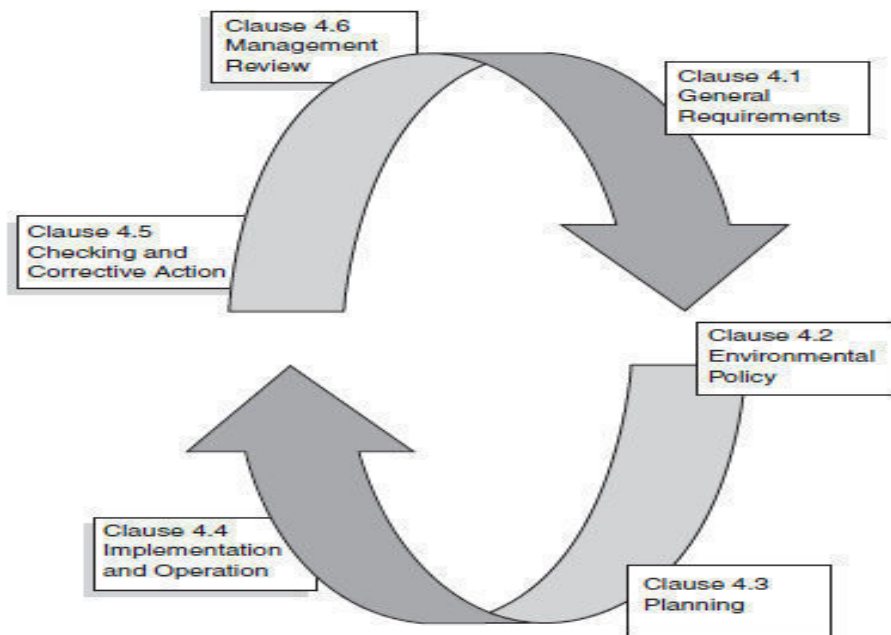 Clause 4.6
Management
Review
Clause 4.1
General
Requirements
Clause 4.5
Checking and
Corrective Action
Clause 4.2
Environmental
Policy
Clause 4.4
Implementation
and Operation
Clause 4.3
Planning